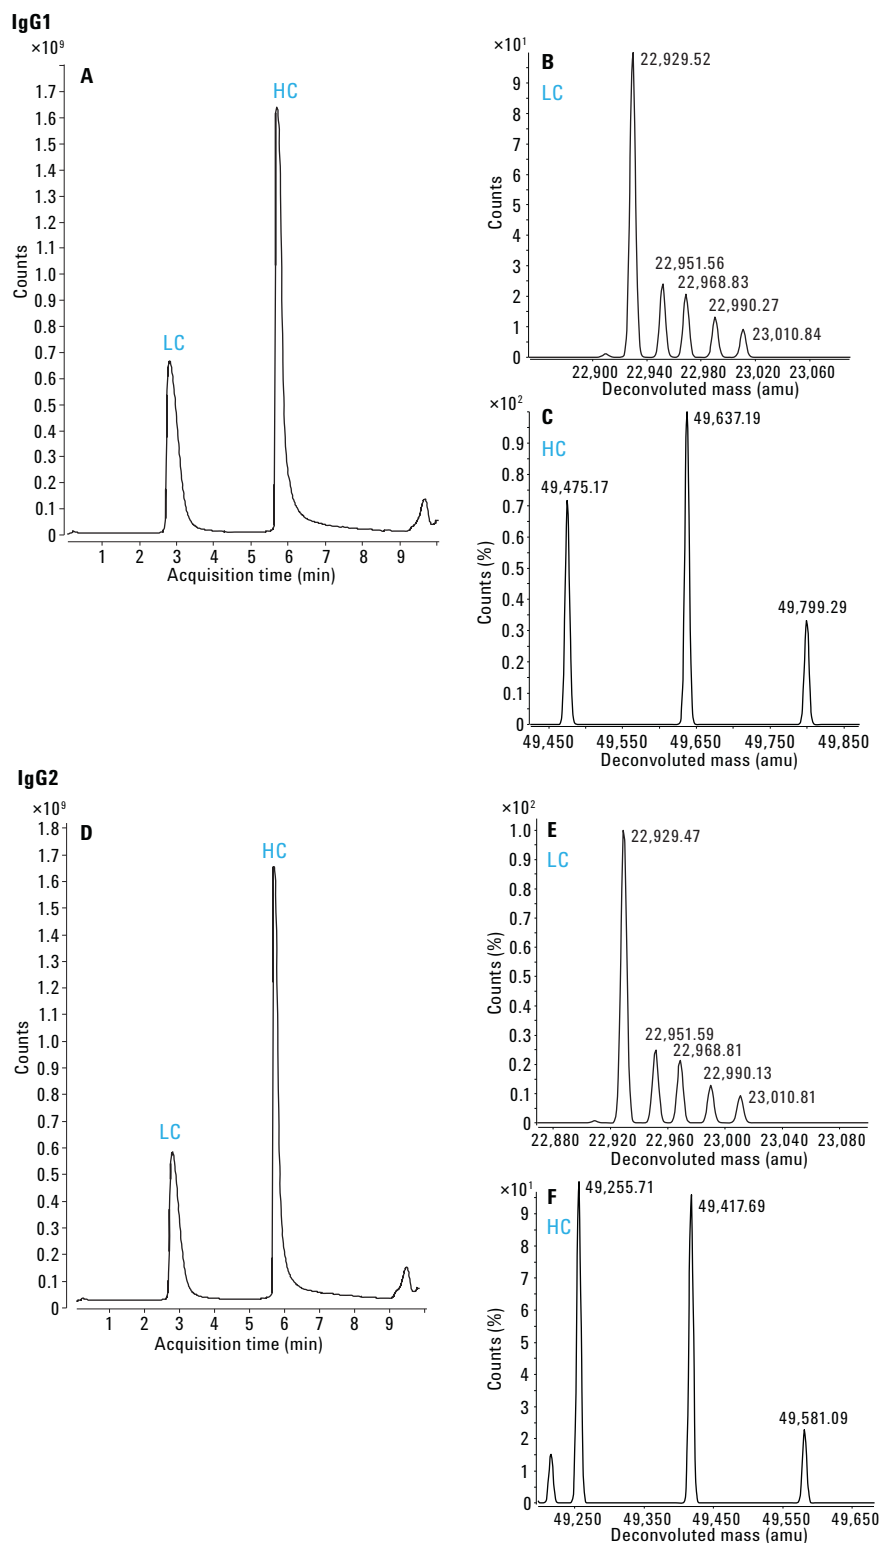 IgG1
×10⁹
A
HC
LC
1.7
1.6
1.5
1.4
1.3
1.2
1.1
1.0
0.9
0.8
0.7
0.6
0.5
0.4
0.3
0.2
0.1
0
Counts
1 2 3 4 5 6 7 8 9
Acquisition time (min)
×10¹
B
LC
22,929.52
22,951.56
22,968.83
22,990.27
23,010.84
9
8
7
6
5
4
3
2
1
0
Counts
22,900 22,940 22,980 23,020 23,060
Deconvoluted mass (amu)
×10²
C
HC
49,637.19
49,475.17
49,799.29
0.9
0.8
0.7
0.6
0.5
0.4
0.3
0.2
0.1
0
Counts (%)
49,450 49,550 49,650 49,750 49,850
Deconvoluted mass (amu)
IgG2
×10⁹
D
HC
LC
1.8
1.7
1.6
1.5
1.4
1.3
1.2
1.1
1.0
0.9
0.8
0.7
0.6
0.5
0.4
0.3
0.2
0.1
0
Counts
1 2 3 4 5 6 7 8 9
Acquisition time (min)
×10²
E
LC
22,929.47
22,951.59
22,968.81
22,990.13
23,010.81
1.0
0.9
0.8
0.7
0.6
0.5
0.4
0.3
0.2
0.1
0
Counts (%)
22,880 22,920 22,960 23,000 23,040 23,080
Deconvoluted mass (amu)
×10¹
F
HC
49,255.71
49,417.69
49,581.09
9
8
7
6
5
4
3
2
1
0
Counts (%)
49,250 49,350 49,450 49,550 49,650
Deconvoluted mass (amu)